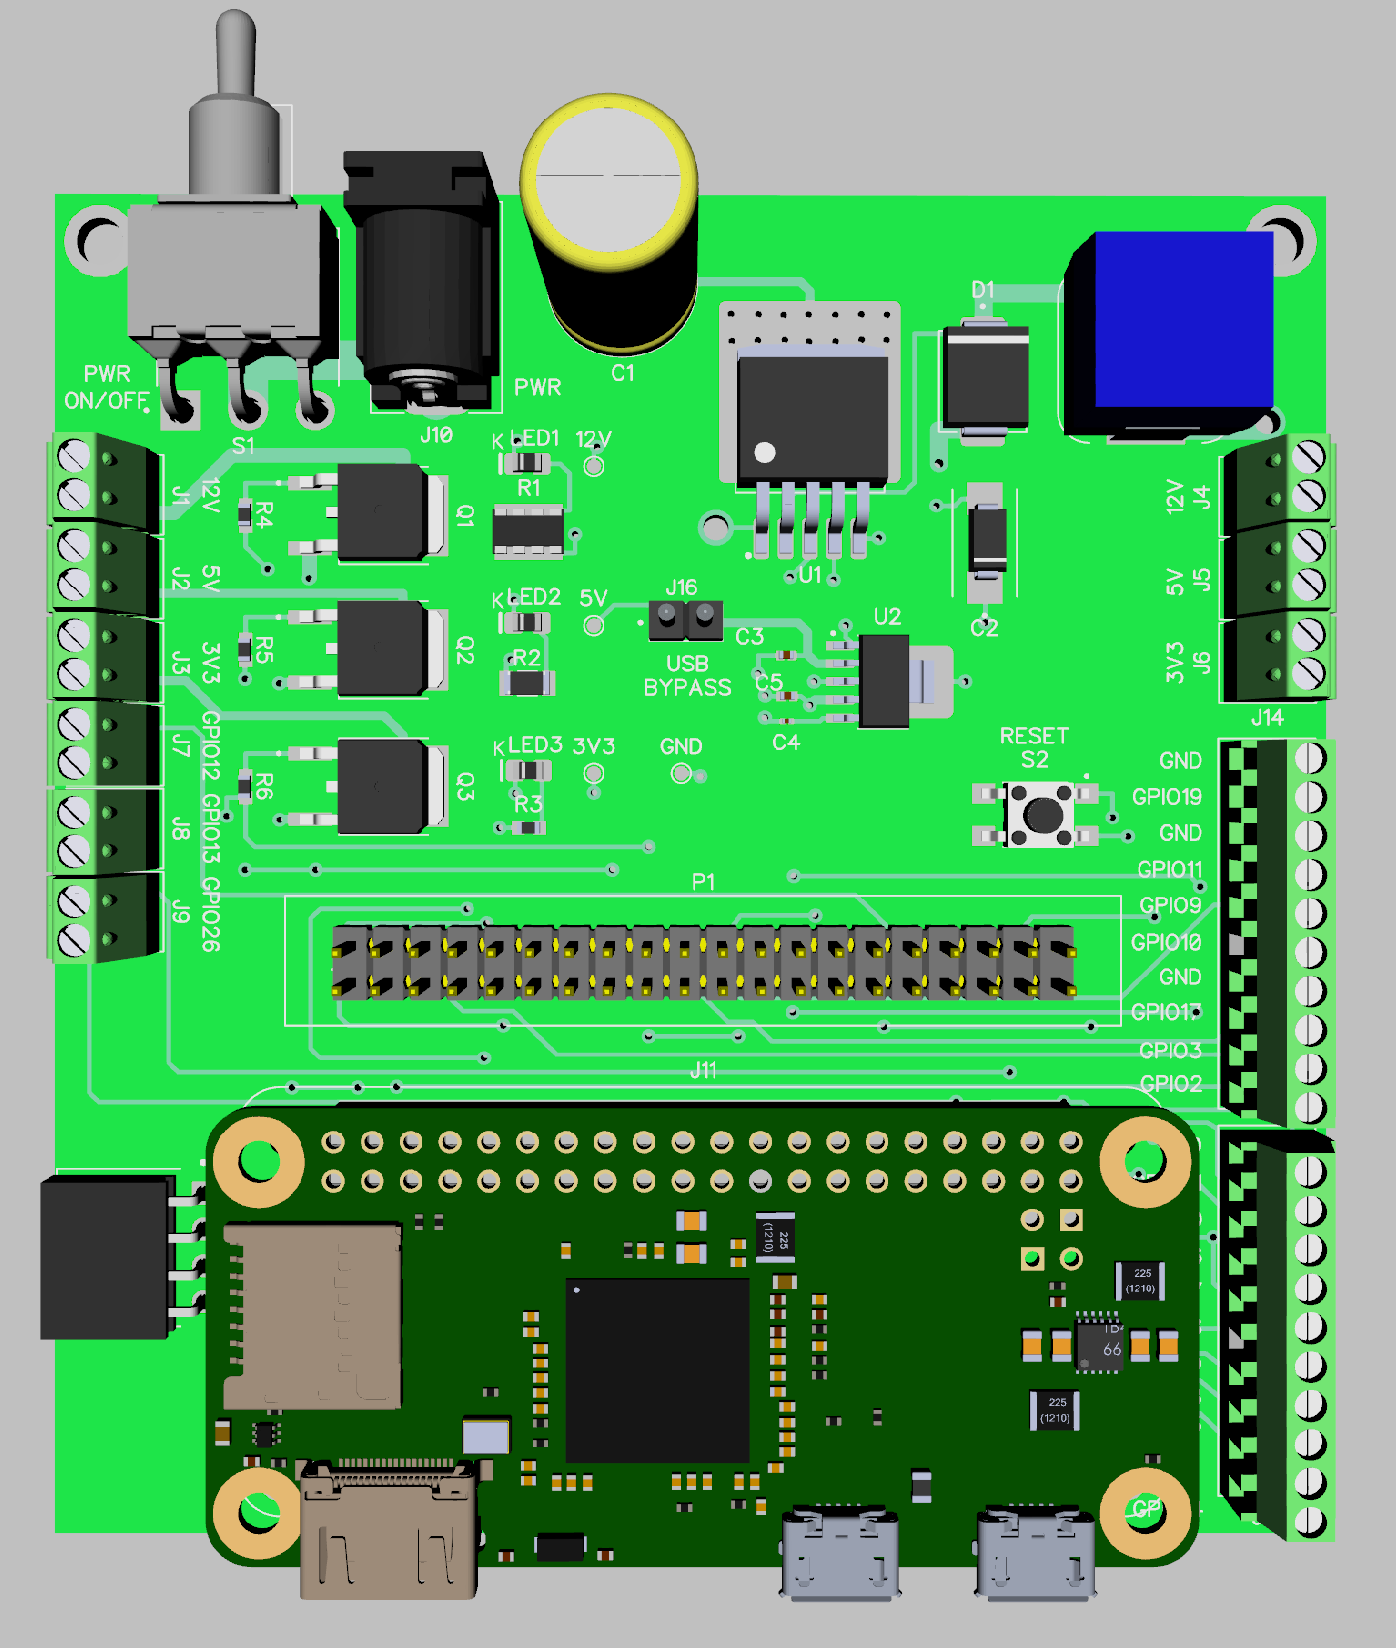 PWR
ON/OFF
S1
J10
PWR
C1
D1
J1
12V
R4
Q1
K LED1
R1
12V
U1
C2
J4
12V
J2
5V
J5
5V
R5
Q2
K LED2
R2
5V
J16
USB
BYPASS
C3
C5
C4
U2
J6
3V3
J3
3V3
J14
J7
GPIO12
R6
Q3
K LED3
R3
3V3
GND
RESET
S2
J8
GPIO13
J9
GPIO26
GND
GPIO19
GND
GPIO11
GPIO9
GPIO10
GND
GPIO17
GPIO3
GPIO2
P1
J11
225
(1210)
225
(1210)
66
225
(1210)
GP